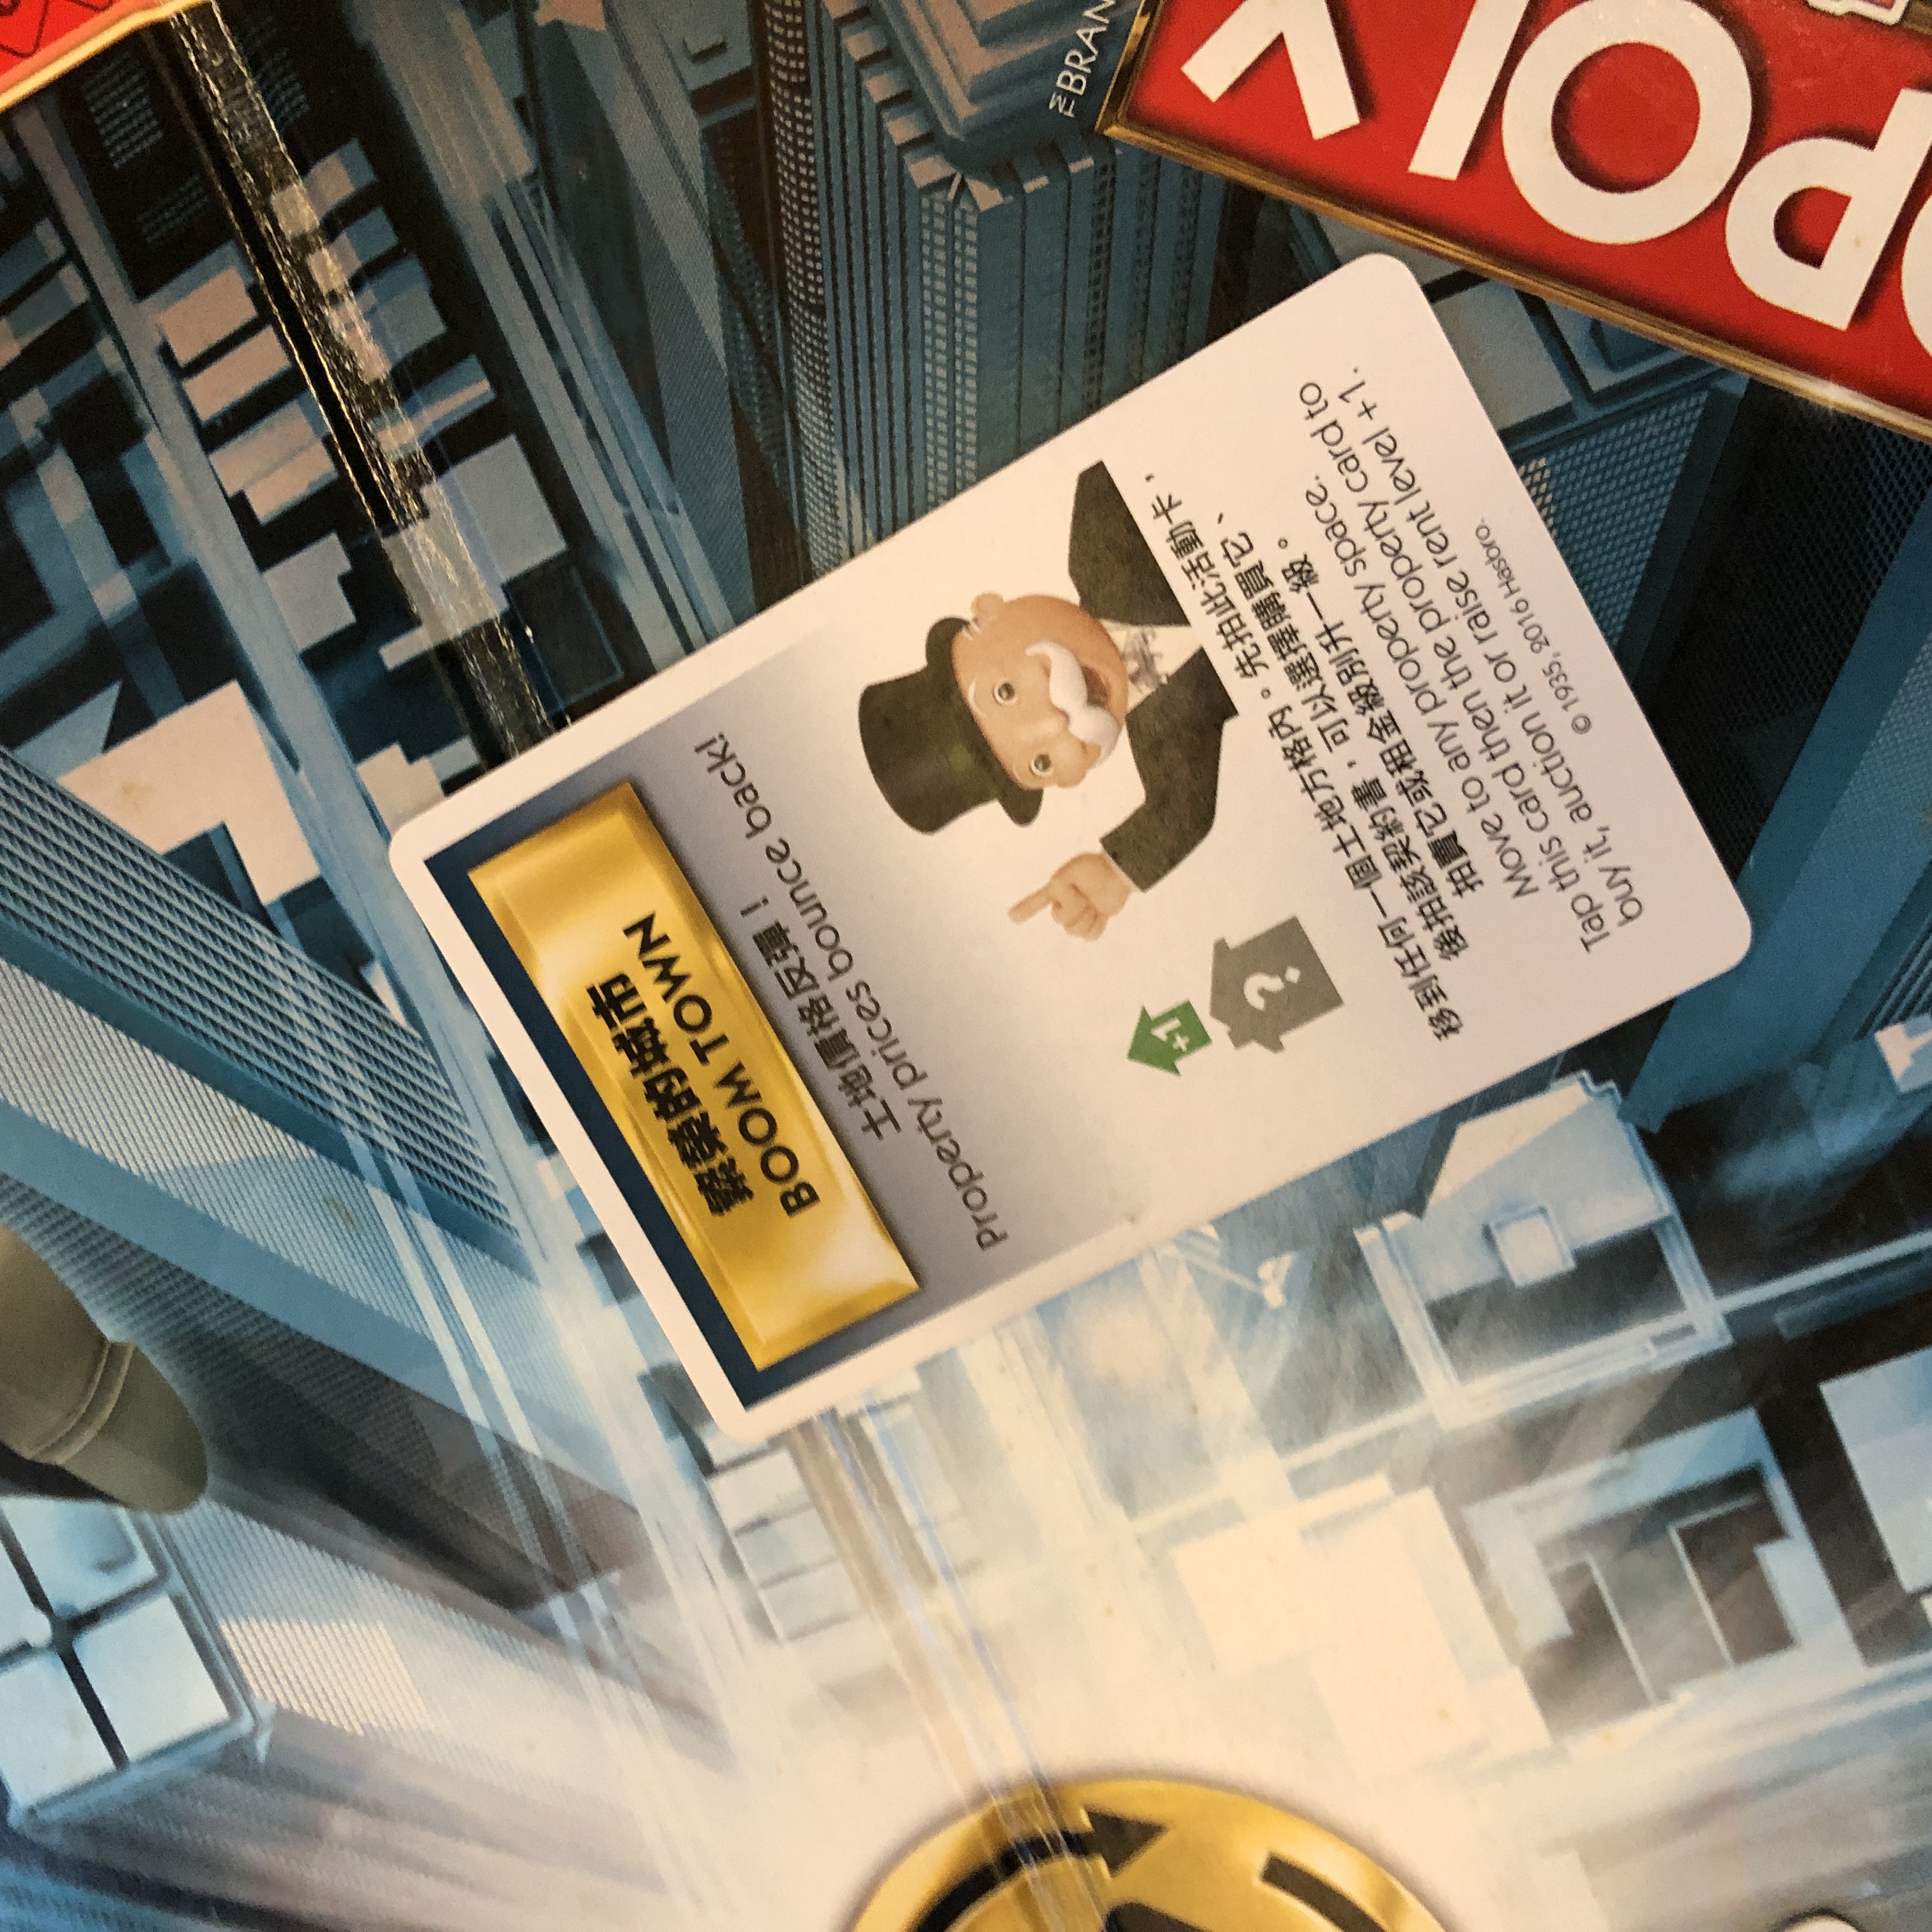 繁榮的城市
BOOM TOWN
土地價格反彈！
Property prices bounce back!
+1
?
移到任何一個土地方格內。先拍此活動卡，
後拍該契約書，可以選擇購買它、
拍賣它或租金級別升一級。
Move to any property space.
Tap this card then the property card to
buy it, auction it or raise rent level +1.
© 1935, 2016 Hasbro.
™BRAN
OPOLY